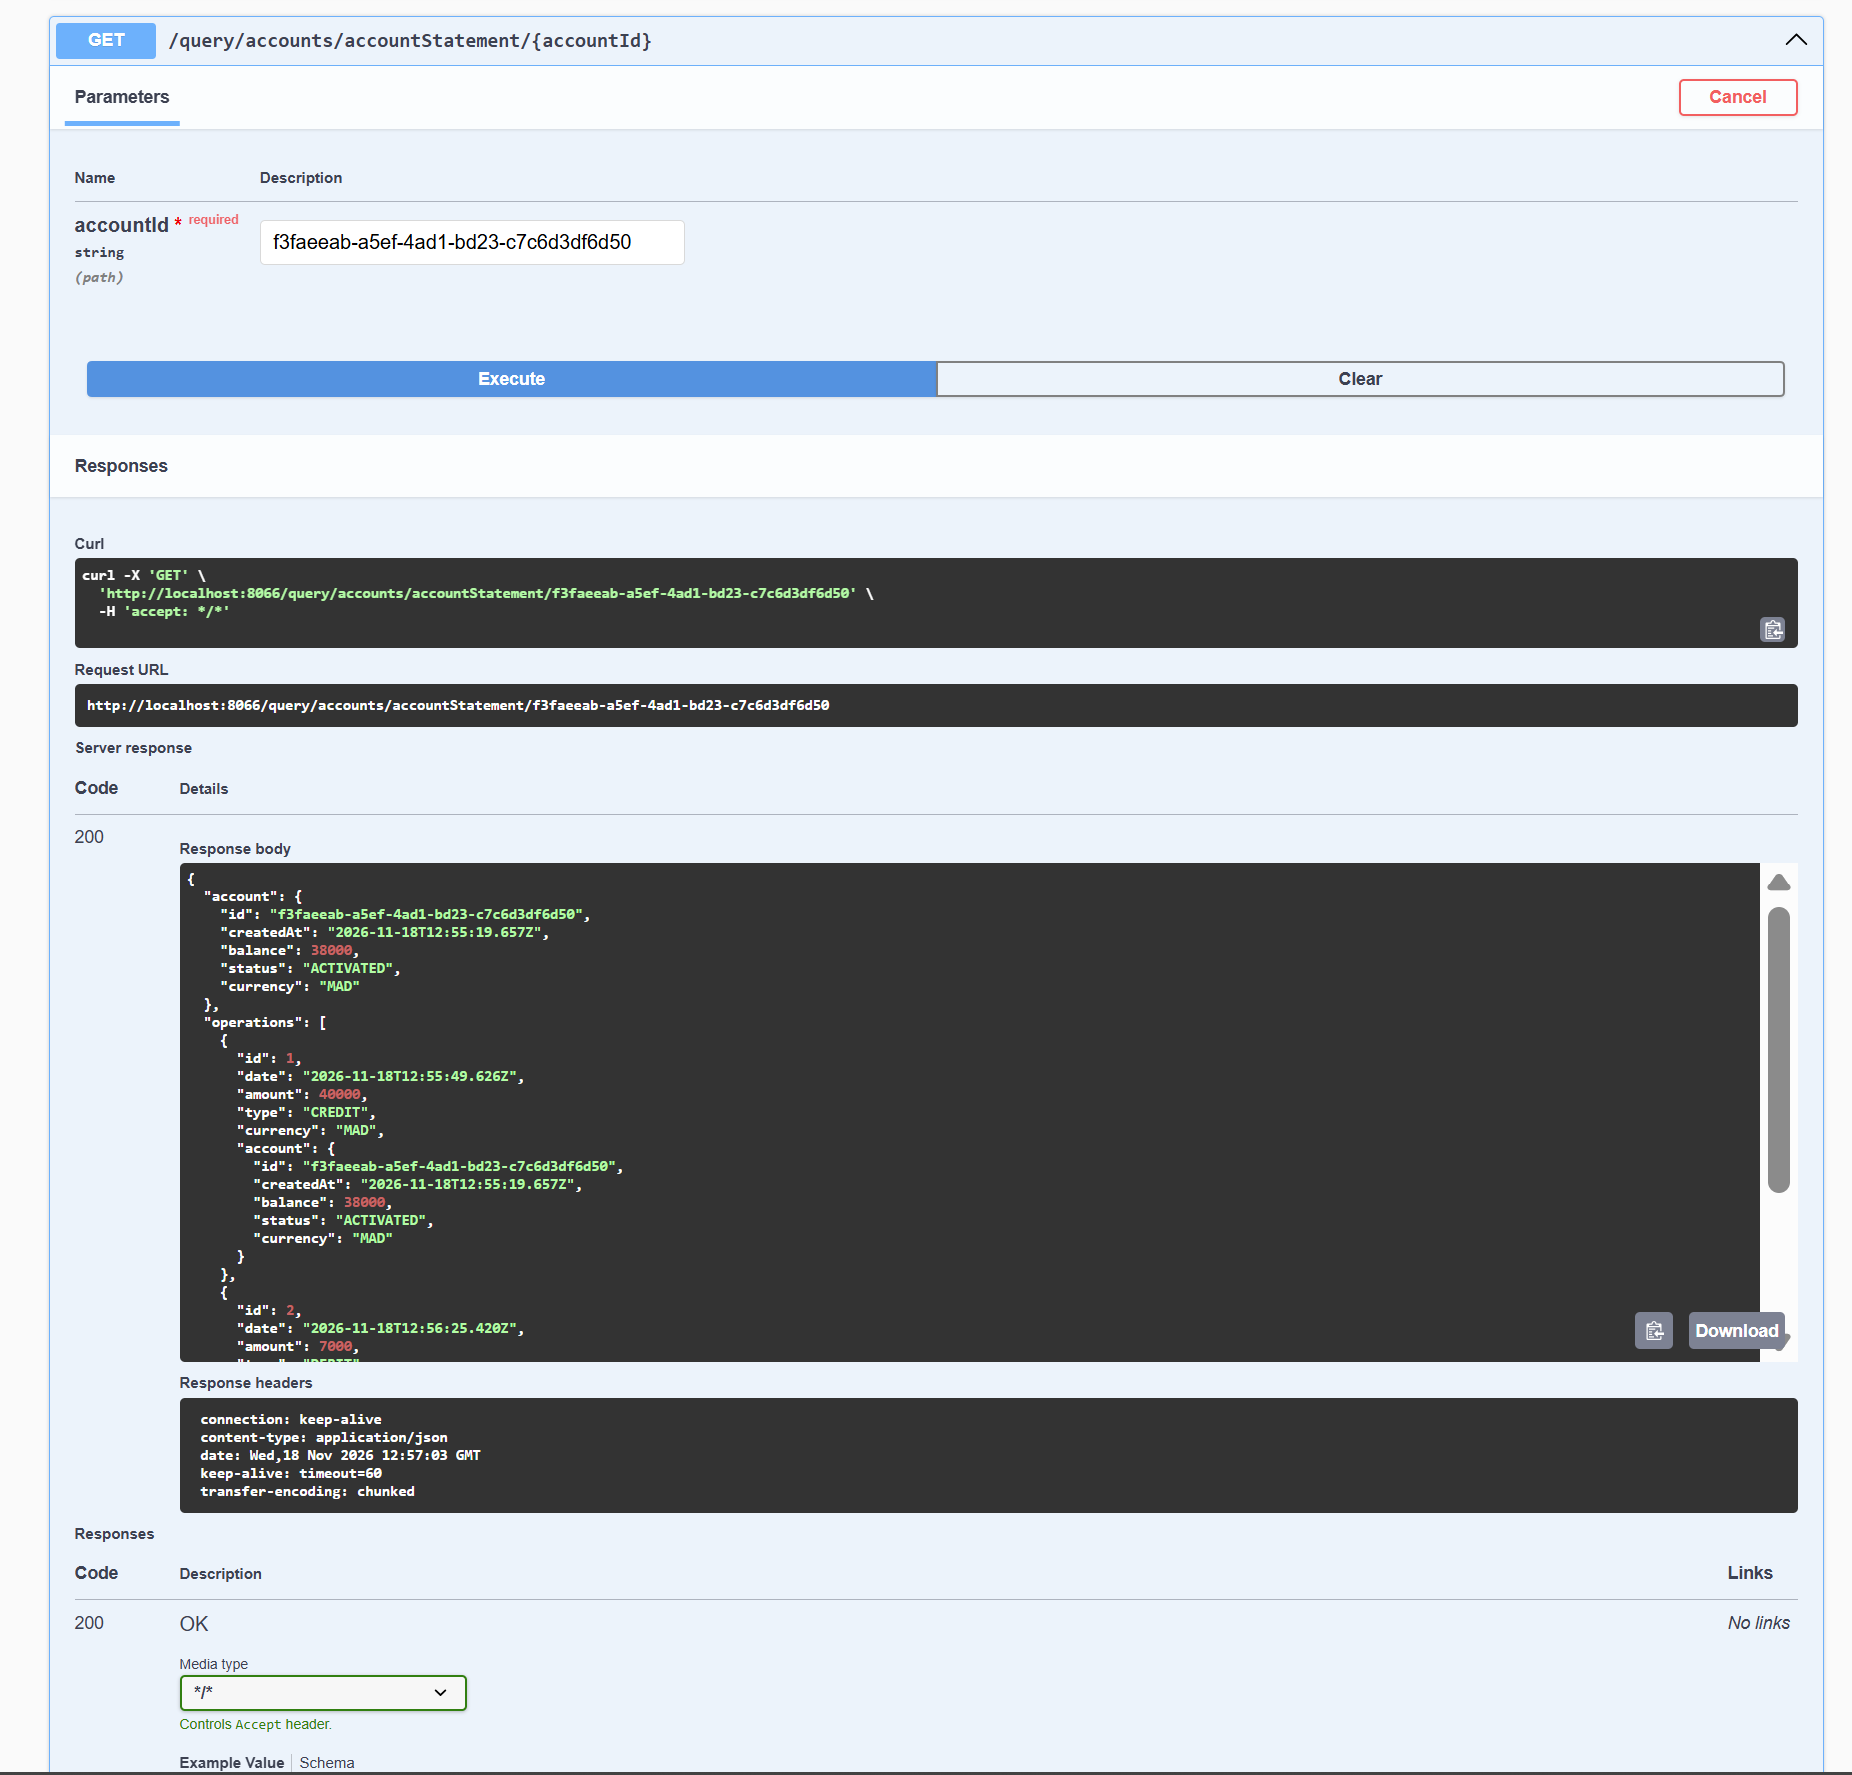 GET /query/accounts/accountStatement/{accountId}
Parameters
Cancel
Name Description
accountId * required
string
(path)
f3faeeab-a5ef-4ad1-bd23-c7c6d3df6d50
Execute Clear
Responses
Curl
curl -X 'GET' \
  'http://localhost:8066/query/accounts/accountStatement/f3faeeab-a5ef-4ad1-bd23-c7c6d3df6d50' \
  -H 'accept: */*'
Request URL
http://localhost:8066/query/accounts/accountStatement/f3faeeab-a5ef-4ad1-bd23-c7c6d3df6d50
Server response
Code Details
200
Response body
{
  "account": {
    "id": "f3faeeab-a5ef-4ad1-bd23-c7c6d3df6d50",
    "createdAt": "2026-11-18T12:55:19.657Z",
    "balance": 38000,
    "status": "ACTIVATED",
    "currency": "MAD"
  },
  "operations": [
    {
      "id": 1,
      "date": "2026-11-18T12:55:49.626Z",
      "amount": 40000,
      "type": "CREDIT",
      "currency": "MAD",
      "account": {
        "id": "f3faeeab-a5ef-4ad1-bd23-c7c6d3df6d50",
        "createdAt": "2026-11-18T12:55:19.657Z",
        "balance": 38000,
        "status": "ACTIVATED",
        "currency": "MAD"
      }
    },
    {
      "id": 2,
      "date": "2026-11-18T12:56:25.420Z",
      "amount": 7000,
Download
Response headers
connection: keep-alive
content-type: application/json
date: Wed,18 Nov 2026 12:57:03 GMT
keep-alive: timeout=60
transfer-encoding: chunked
Responses
Code Description Links
200 OK No links
Media type
*/*
Controls Accept header.
Example Value Schema